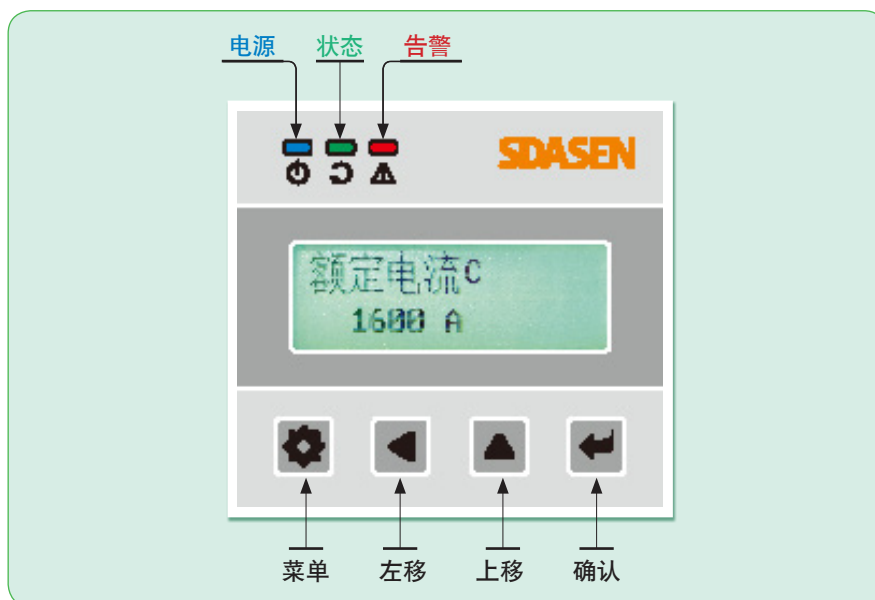 电源 状态 告警
SDASEN
额定电流C
1600 A
菜单 左移 上移 确认